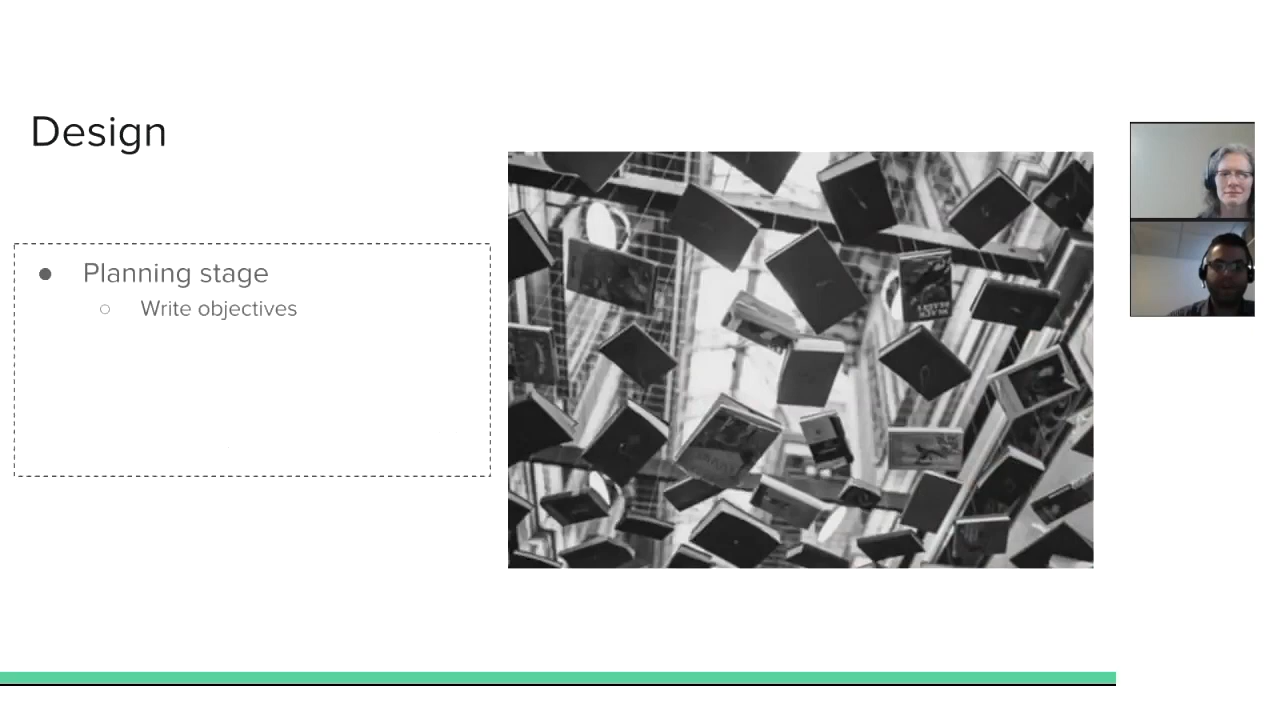 Design
● Planning stage
○ Write objectives